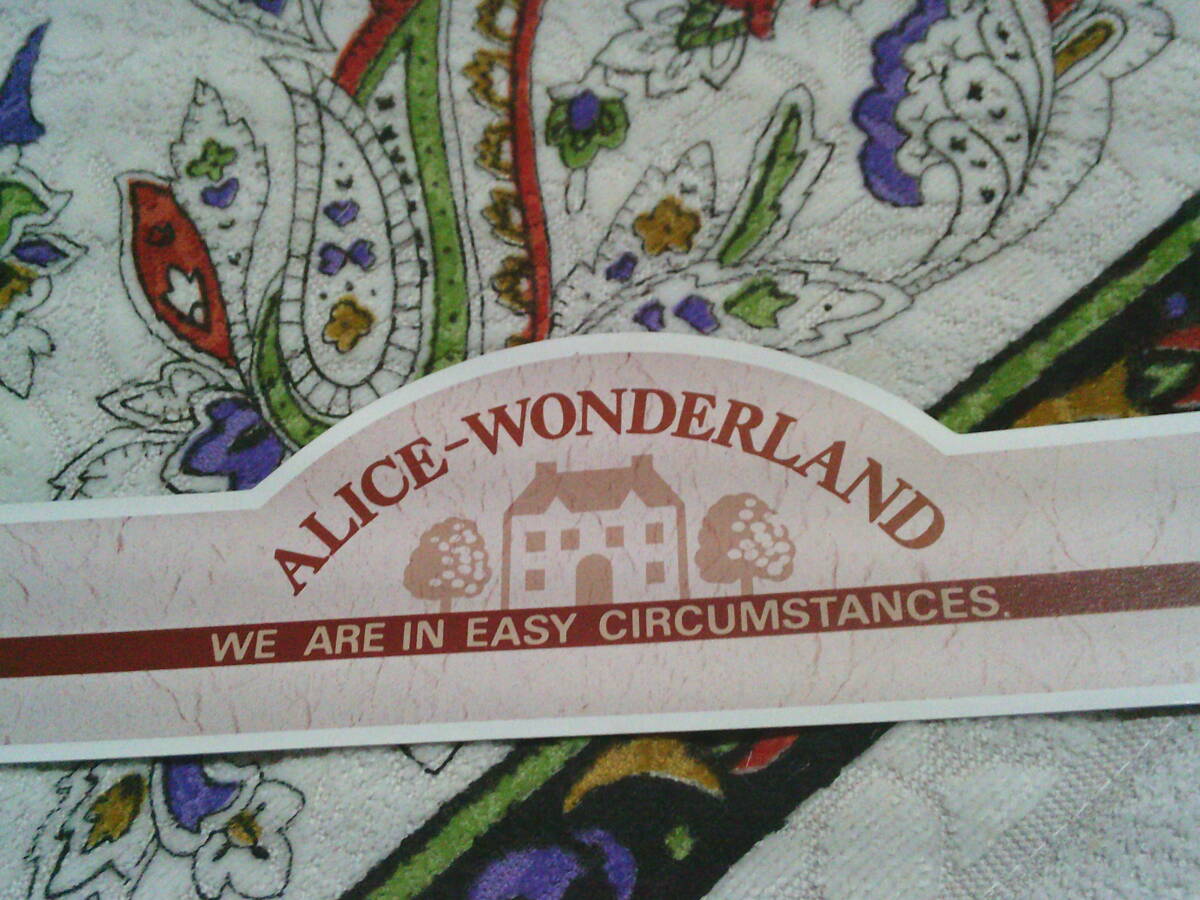 ALICE-WONDERLAND
WE ARE IN EASY CIRCUMSTANCES.